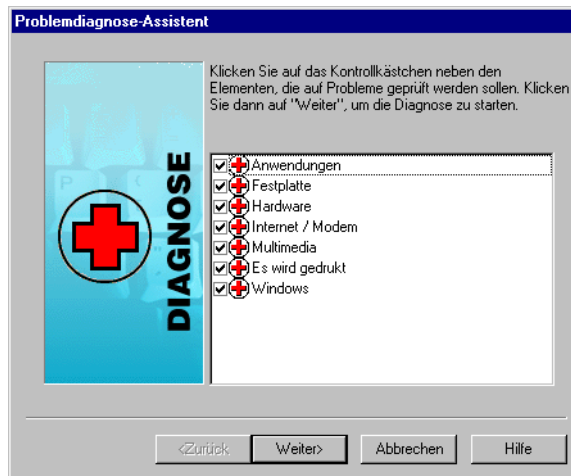 Problemdiagnose-Assistent
Klicken Sie auf das Kontrollkästchen neben den
Elementen, die auf Probleme geprüft werden sollen. Klicken
Sie dann auf "Weiter", um die Diagnose zu starten.
DIAGNOSE
Anwendungen
Festplatte
Hardware
Internet / Modem
Multimedia
Es wird gedrukt
Windows
<Zurück
Weiter>
Abbrechen
Hilfe